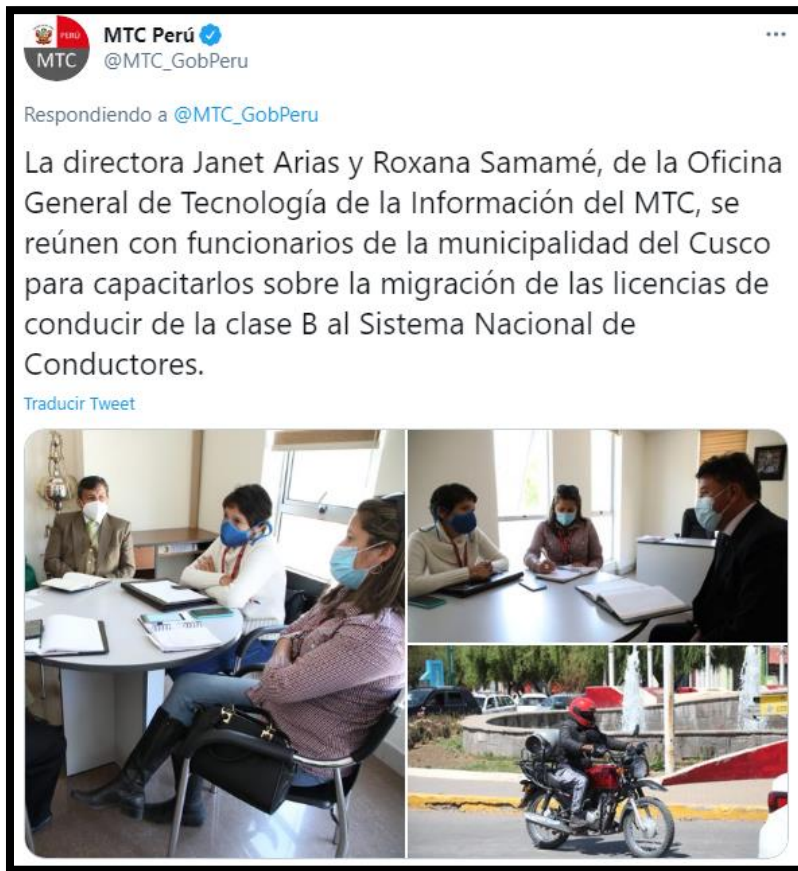 PERÚ
MTC
MTC Perú
@MTC_GobPeru
Respondiendo a @MTC_GobPeru
La directora Janet Arias y Roxana Samamé, de la Oficina
General de Tecnología de la Información del MTC, se
reúnen con funcionarios de la municipalidad del Cusco
para capacitarlos sobre la migración de las licencias de
conducir de la clase B al Sistema Nacional de
Conductores.
Traducir Tweet